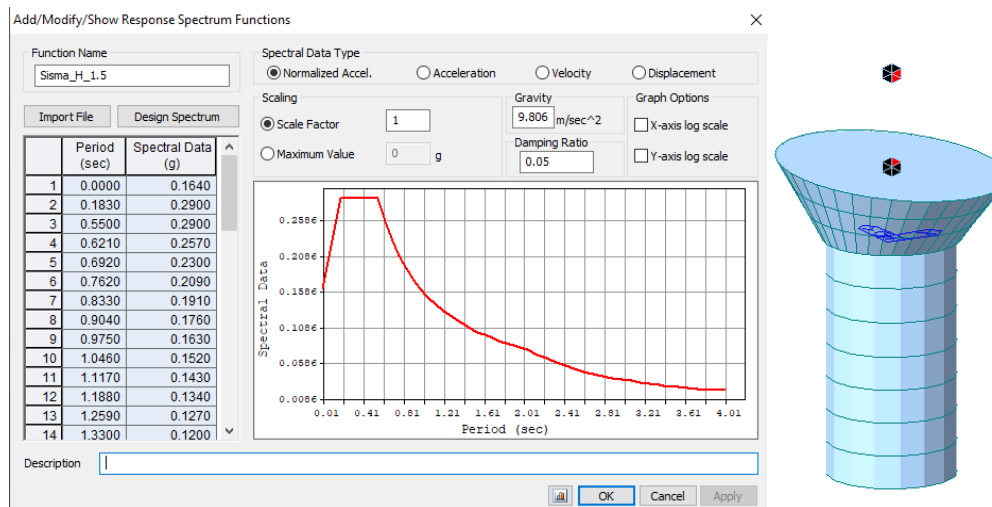 Add/Modify/Show Response Spectrum Functions
Function Name
Sisma_H_1.5
Import File Design Spectrum
Spectral Data Type
Normalized Accel. Acceleration Velocity Displacement
Scaling
Scale Factor 1
Maximum Value 0 g
Gravity
9.806 m/sec^2
Damping Ratio
0.05
Graph Options
X-axis log scale
Y-axis log scale
Period (sec) Spectral Data (g)
1 0.0000 0.1640
2 0.1830 0.2900
3 0.5500 0.2900
4 0.6210 0.2570
5 0.6920 0.2300
6 0.7620 0.2090
7 0.8330 0.1910
8 0.9040 0.1760
9 0.9750 0.1630
10 1.0460 0.1520
11 1.1170 0.1430
12 1.1880 0.1340
13 1.2590 0.1270
14 1.3300 0.1200
Spectral Data
0.2586
0.2086
0.1586
0.1086
0.0586
0.0086
0.01 0.41 0.81 1.21 1.61 2.01 2.41 2.81 3.21 3.61 4.01
Period (sec)
Description
OK Cancel Apply